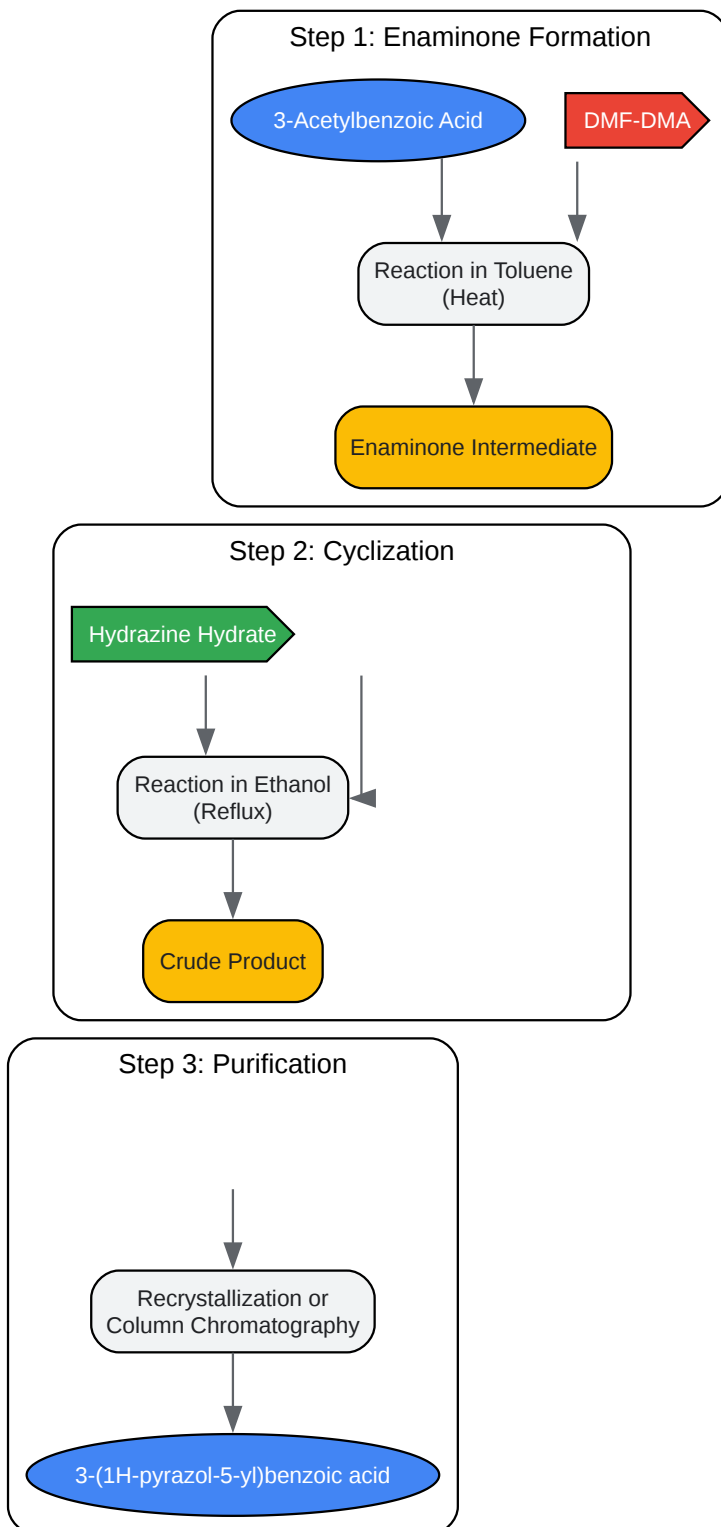 Step 1: Enaminone Formation
3-Acetylbenzoic Acid
DMF-DMA
Reaction in Toluene
(Heat)
Enaminone Intermediate
Step 2: Cyclization
Hydrazine Hydrate
Reaction in Ethanol
(Reflux)
Crude Product
Step 3: Purification
Recrystallization or
Column Chromatography
3-(1H-pyrazol-5-yl)benzoic acid